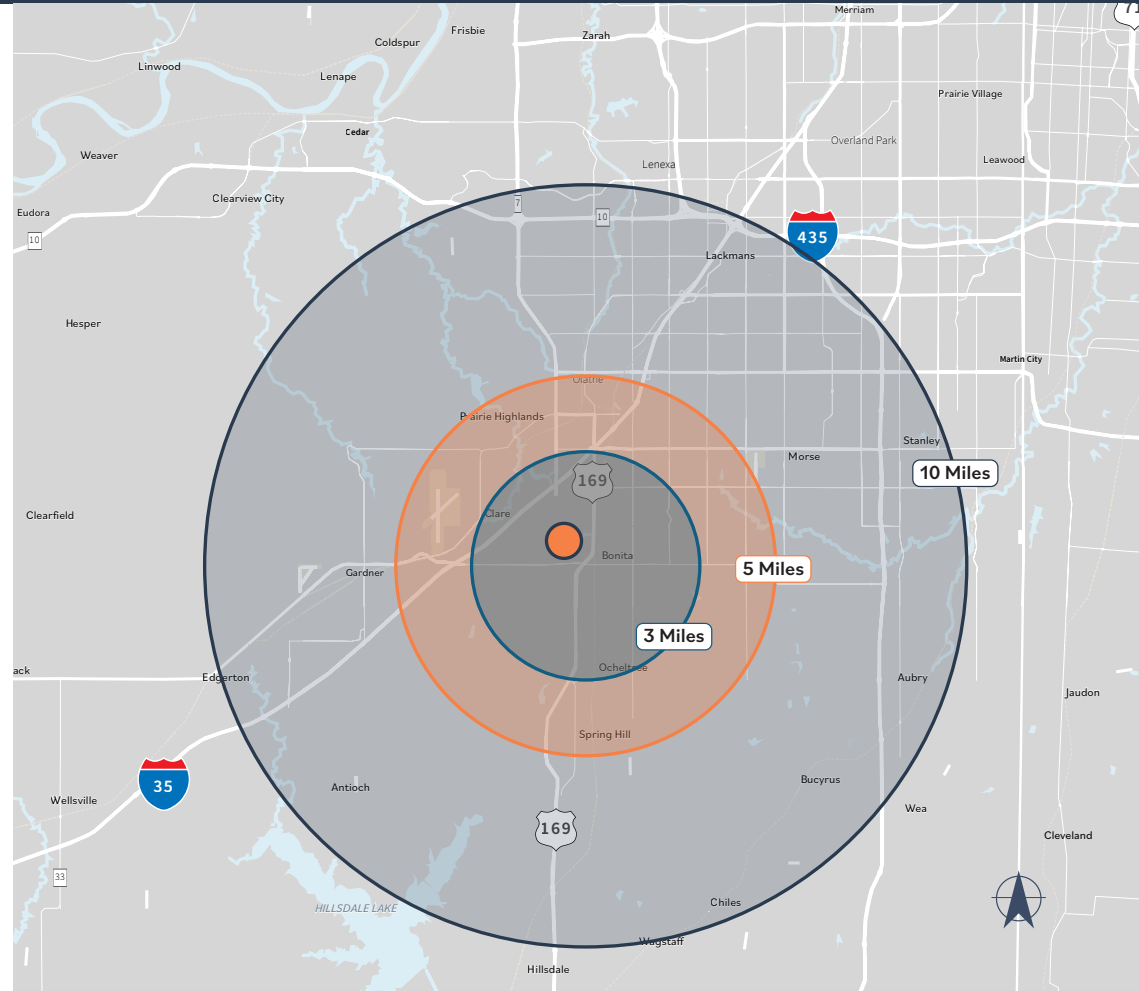 Merriam
71
Frisbie
Zarah
Coldspur
Linwood
Lenape
Prairie Village
Cedar
Overland Park
Weaver
Leawood
Lenexa
Clearview City
7
Eudora
10
10
435
Lackmans
Hesper
Martin City
Olathe
Prairie Highlands
Stanley
Morse
10 Miles
169
Clare
Clearfield
Bonita
5 Miles
Gardner
3 Miles
Ocheltree
ack
Edgerton
Aubry
Jaudon
Spring Hill
Bucyrus
35
Antioch
Wellsville
Wea
169
Cleveland
33
Chiles
HILLSDALE LAKE
Wagstaff
Hillsdale